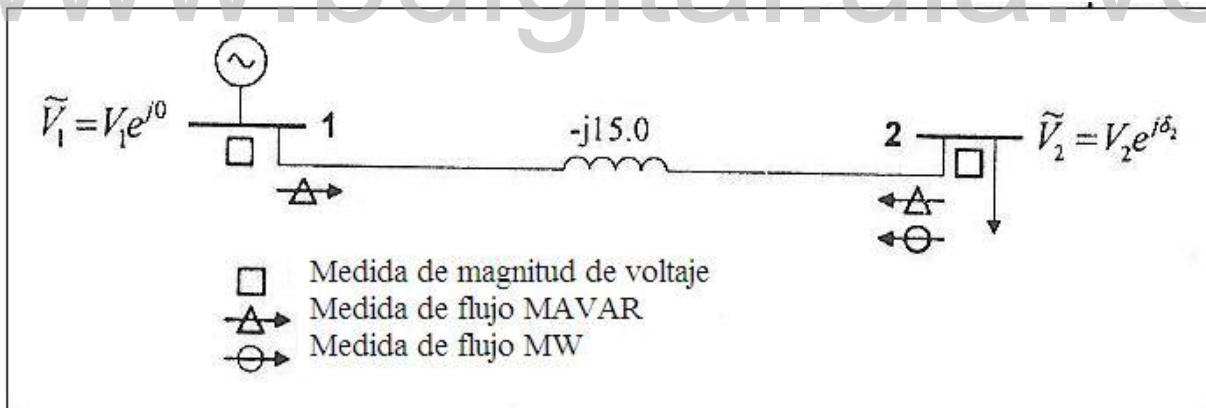 www.bdigital.ula.ve
Ṽ₁ = V₁e^{j0}
1
-j15.0
2
Ṽ₂ = V₂e^{jδ₂}
Medida de magnitud de voltaje
Medida de flujo MAVAR
Medida de flujo MW